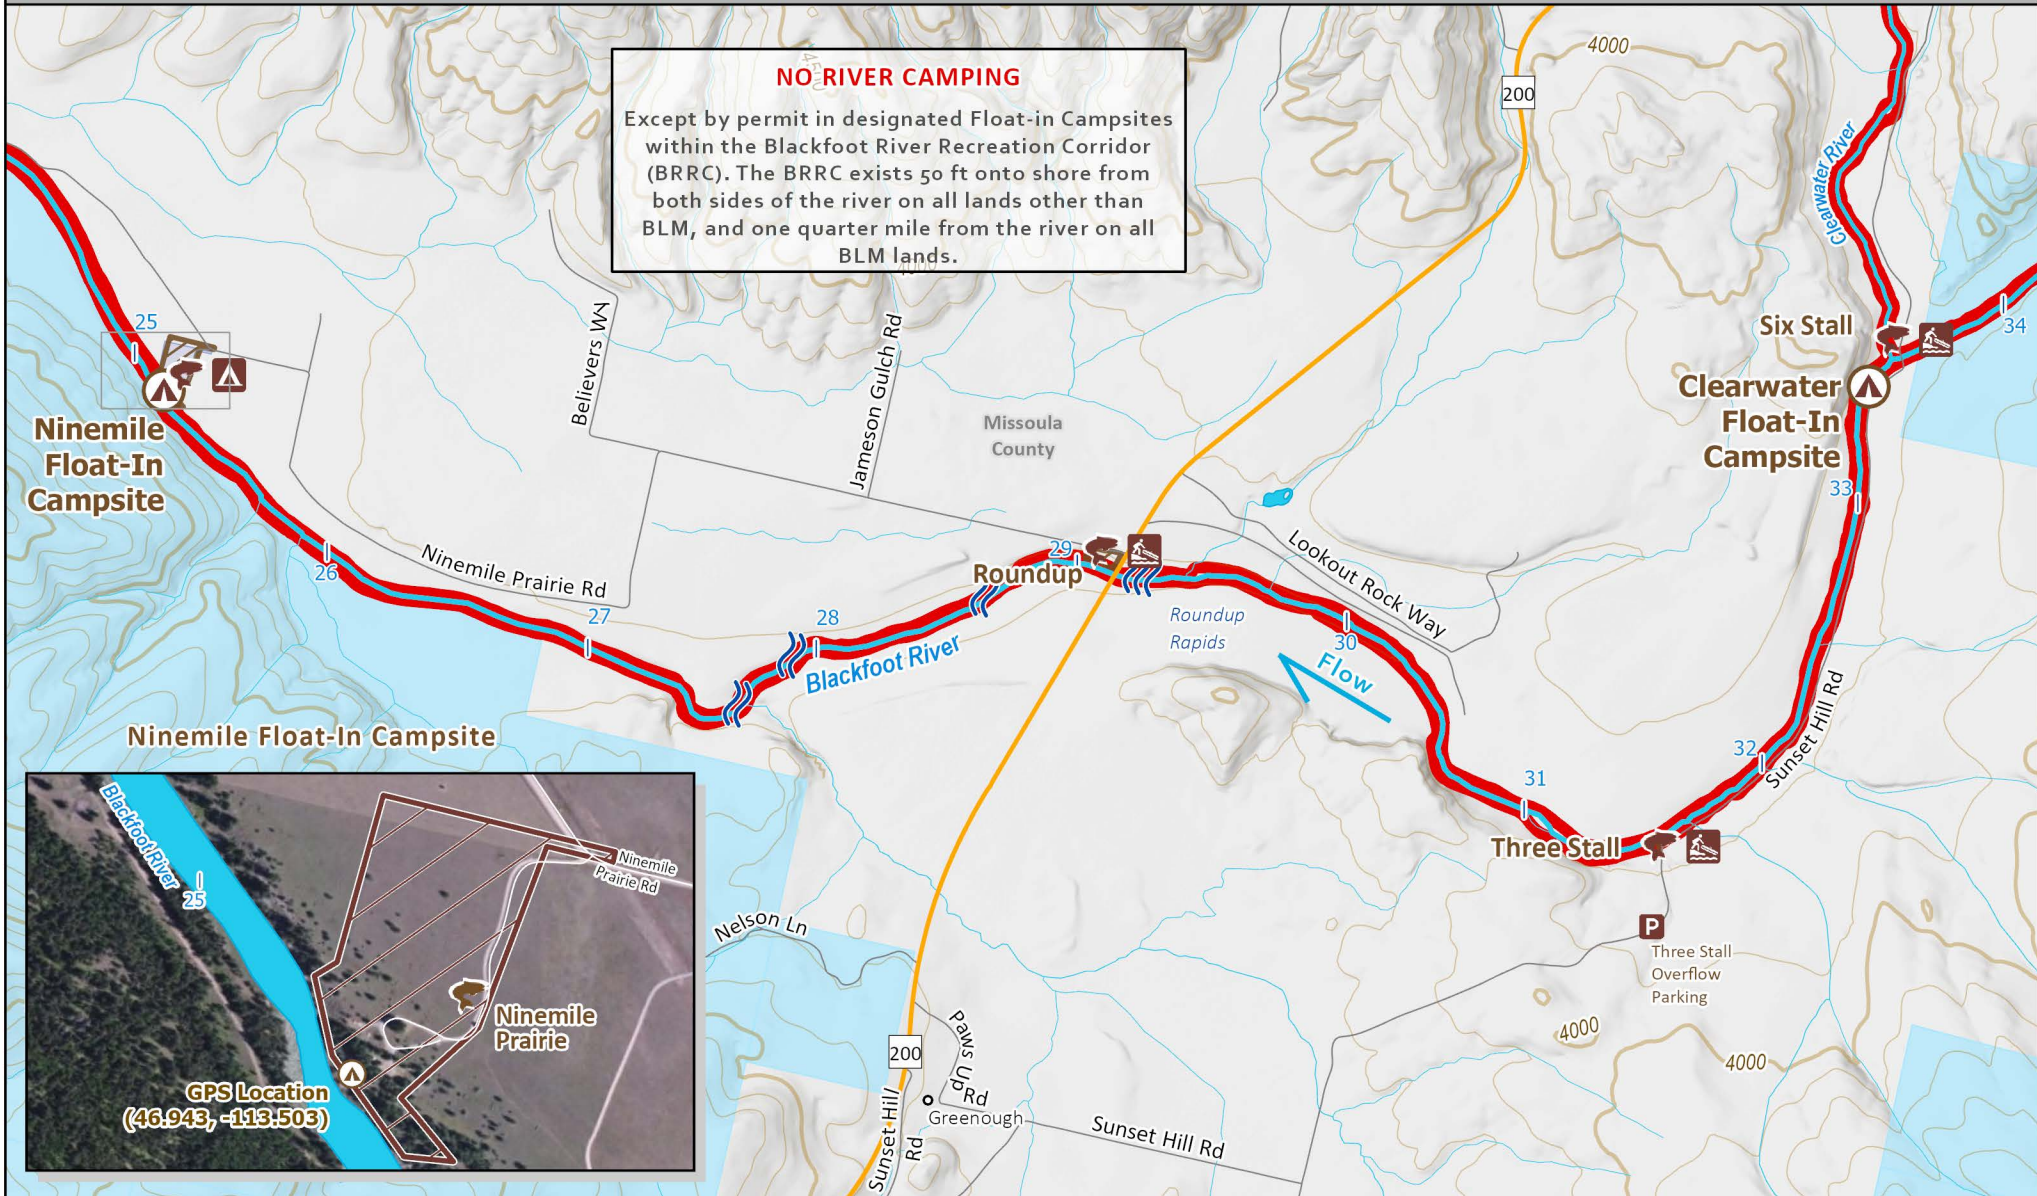 NO RIVER CAMPING
Except by permit in designated Float-in Campsites
within the Blackfoot River Recreation Corridor
(BRRC). The BRRC exists 50 ft onto shore from
both sides of the river on all lands other than
BLM, and one quarter mile from the river on all
BLM lands.
4000
200
Clearwater River
4000
25
Believers Wy
Jameson Gulch Rd
Six Stall
34
Missoula
County
Clearwater
Float-In
Campsite
Ninemile
Float-In
Campsite
33
Lookout Rock Way
29
Roundup
26
Ninemile Prairie Rd
27
28
Roundup
Rapids
30
Blackfoot River
Flow
Sunset Hill Rd
Ninemile Float-In Campsite
32
31
Three Stall
Blackfoot River
25
Ninemile
Prairie Rd
Nelson Ln
P
Three Stall
Overflow
Parking
Ninemile
Prairie
4000
4000
200
Paws Up
Rd
GPS Location
(46.943, -113.503)
Greenough
Sunset Hill
Rd
Sunset Hill Rd